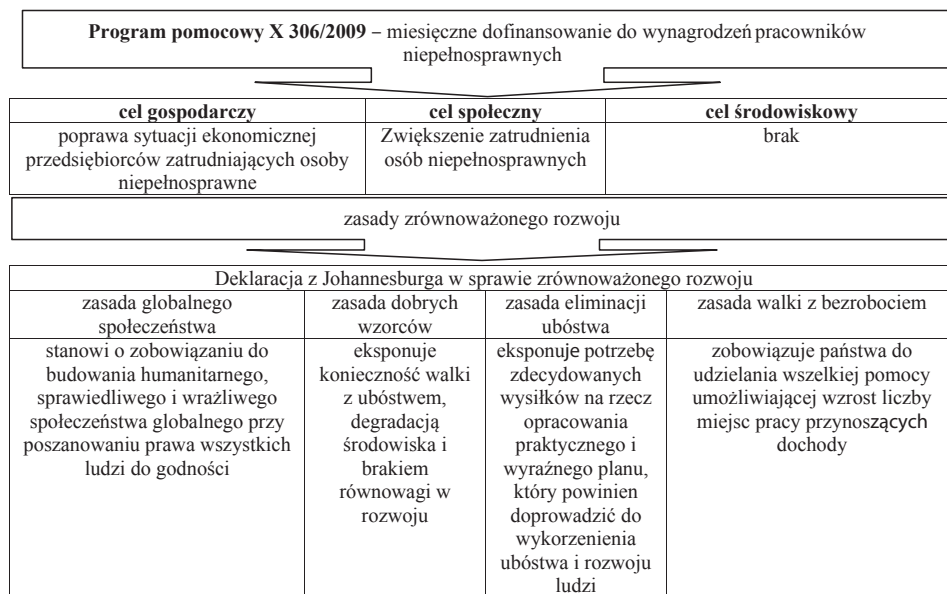 Program pomocowy X 306/2009 – miesięczne dofinansowanie do wynagrodzeń pracowników
niepełnosprawnych
cel gospodarczy
poprawa sytuacji ekonomicznej
przedsiębiorców zatrudniających osoby
niepełnosprawne
cel społeczny
Zwiększenie zatrudnienia
osób niepełnosprawnych
cel środowiskowy
brak
zasady zrównoważonego rozwoju
Deklaracja z Johannesburga w sprawie zrównoważonego rozwoju
zasada globalnego
społeczeństwa
stanowi o zobowiązaniu do
budowania humanitarnego,
sprawiedliwego i wrażliwego
społeczeństwa globalnego przy
poszanowaniu prawa wszystkich
ludzi do godności
zasada dobrych
wzorców
eksponuje
konieczność walki
z ubóstwem,
degradacją
środowiska i
brakiem
równowagi w
rozwoju
zasada eliminacji
ubóstwa
eksponuje potrzebę
zdecydowanych
wysiłków na rzecz
opracowania
praktycznego i
wyraźnego planu,
który powinien
doprowadzić do
wykorzenienia
ubóstwa i rozwoju
ludzi
zasada walki z bezrobociem
zobowiązuje państwa do
udzielania wszelkiej pomocy
umożliwiającej wzrost liczby
miejsc pracy przynoszących
dochody